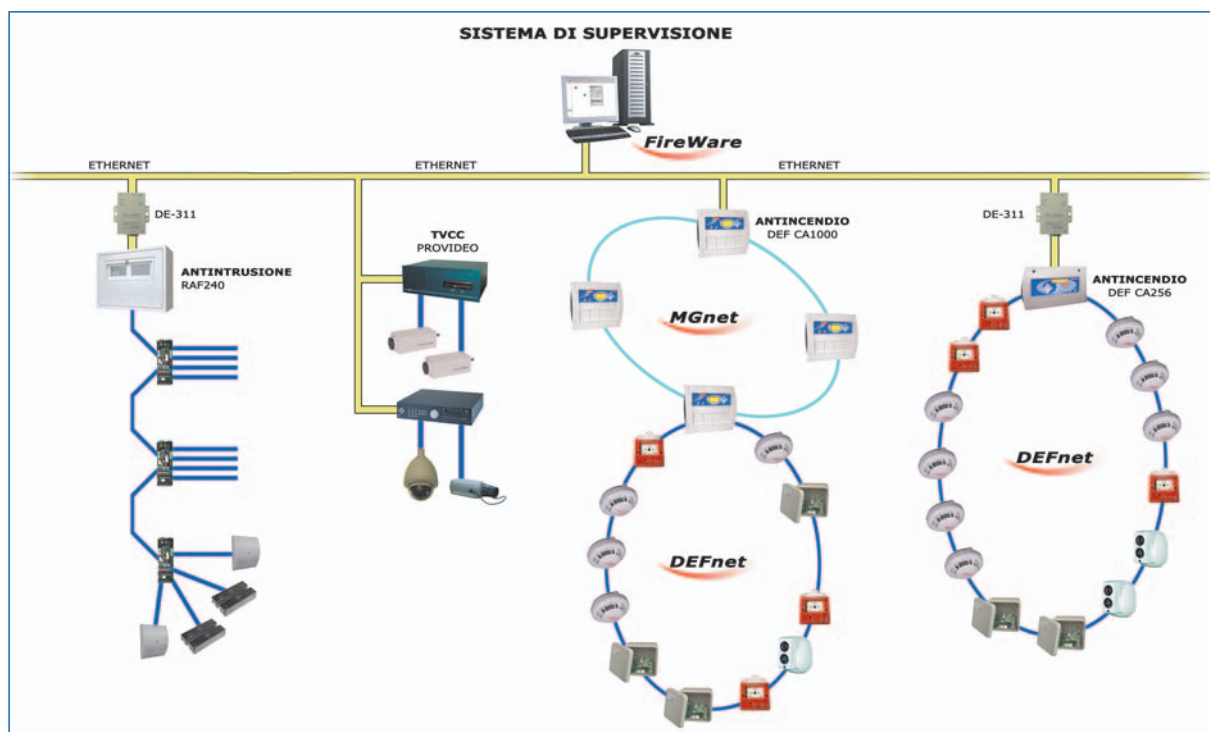 SISTEMA DI SUPERVISIONE
FireWare
ETHERNET
ETHERNET
ETHERNET
DE-311
ANTINTRUSIONE
RAF240
TVCC
PROVIDEO
ANTINCENDIO
DEF CA1000
MGnet
DE-311
ANTINCENDIO
DEF CA256
DEFnet
DEFnet